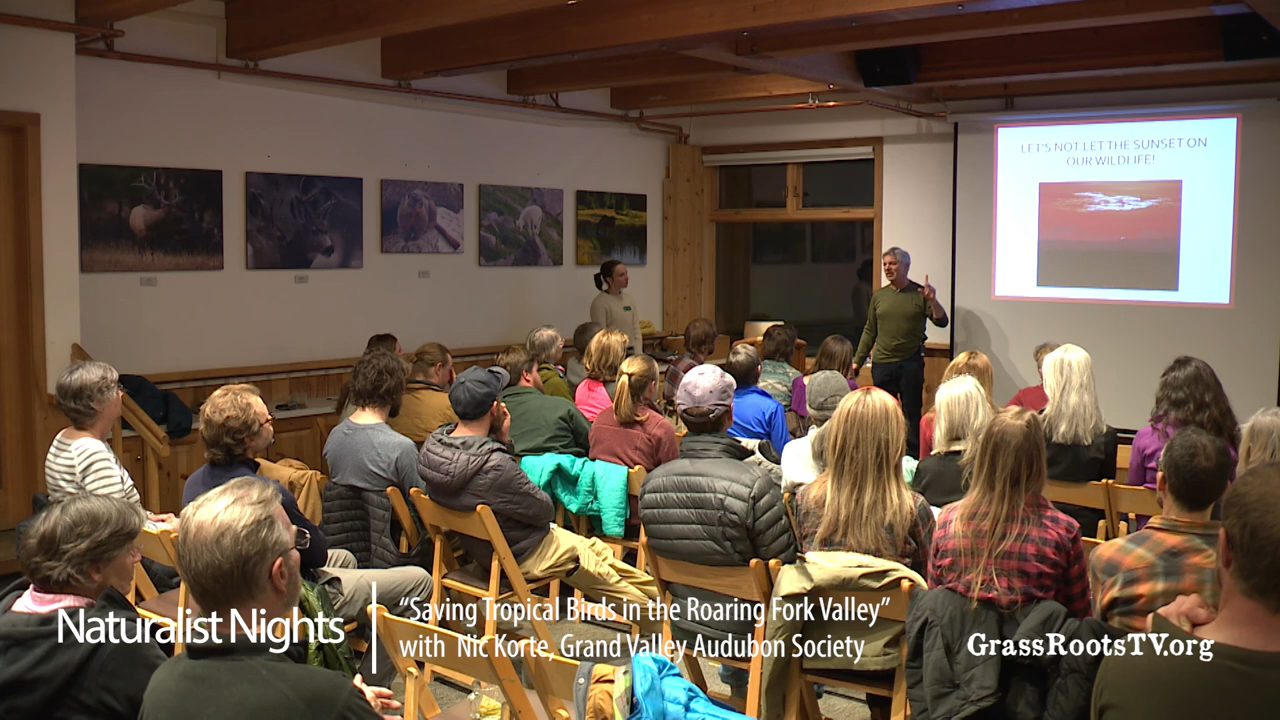 LET'S NOT LET THE SUNSET ON
OUR WILDLIFE!
Naturalist Nights
“Saving Tropical Birds in the Roaring Fork Valley”
with Nic Korte, Grand Valley Audubon Society
GrassRootsTV.org